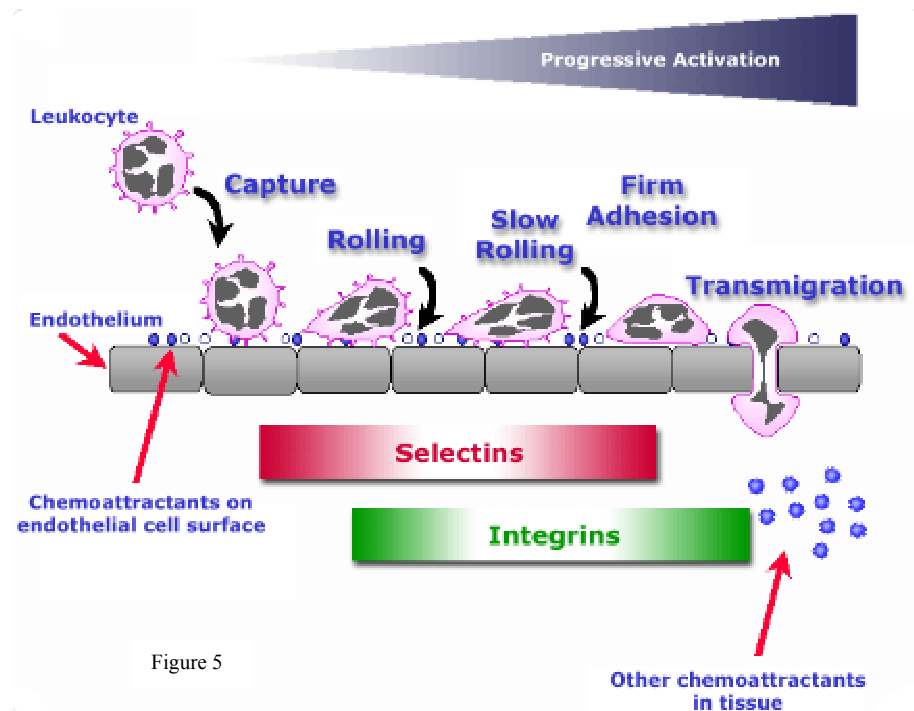 Progressive Activation
Leukocyte
Capture
Rolling
Slow
Rolling
Firm
Adhesion
Transmigration
Endothelium
Selectins
Chemoattractants on
endothelial cell surface
Integrins
Figure 5
Other chemoattractants
in tissue